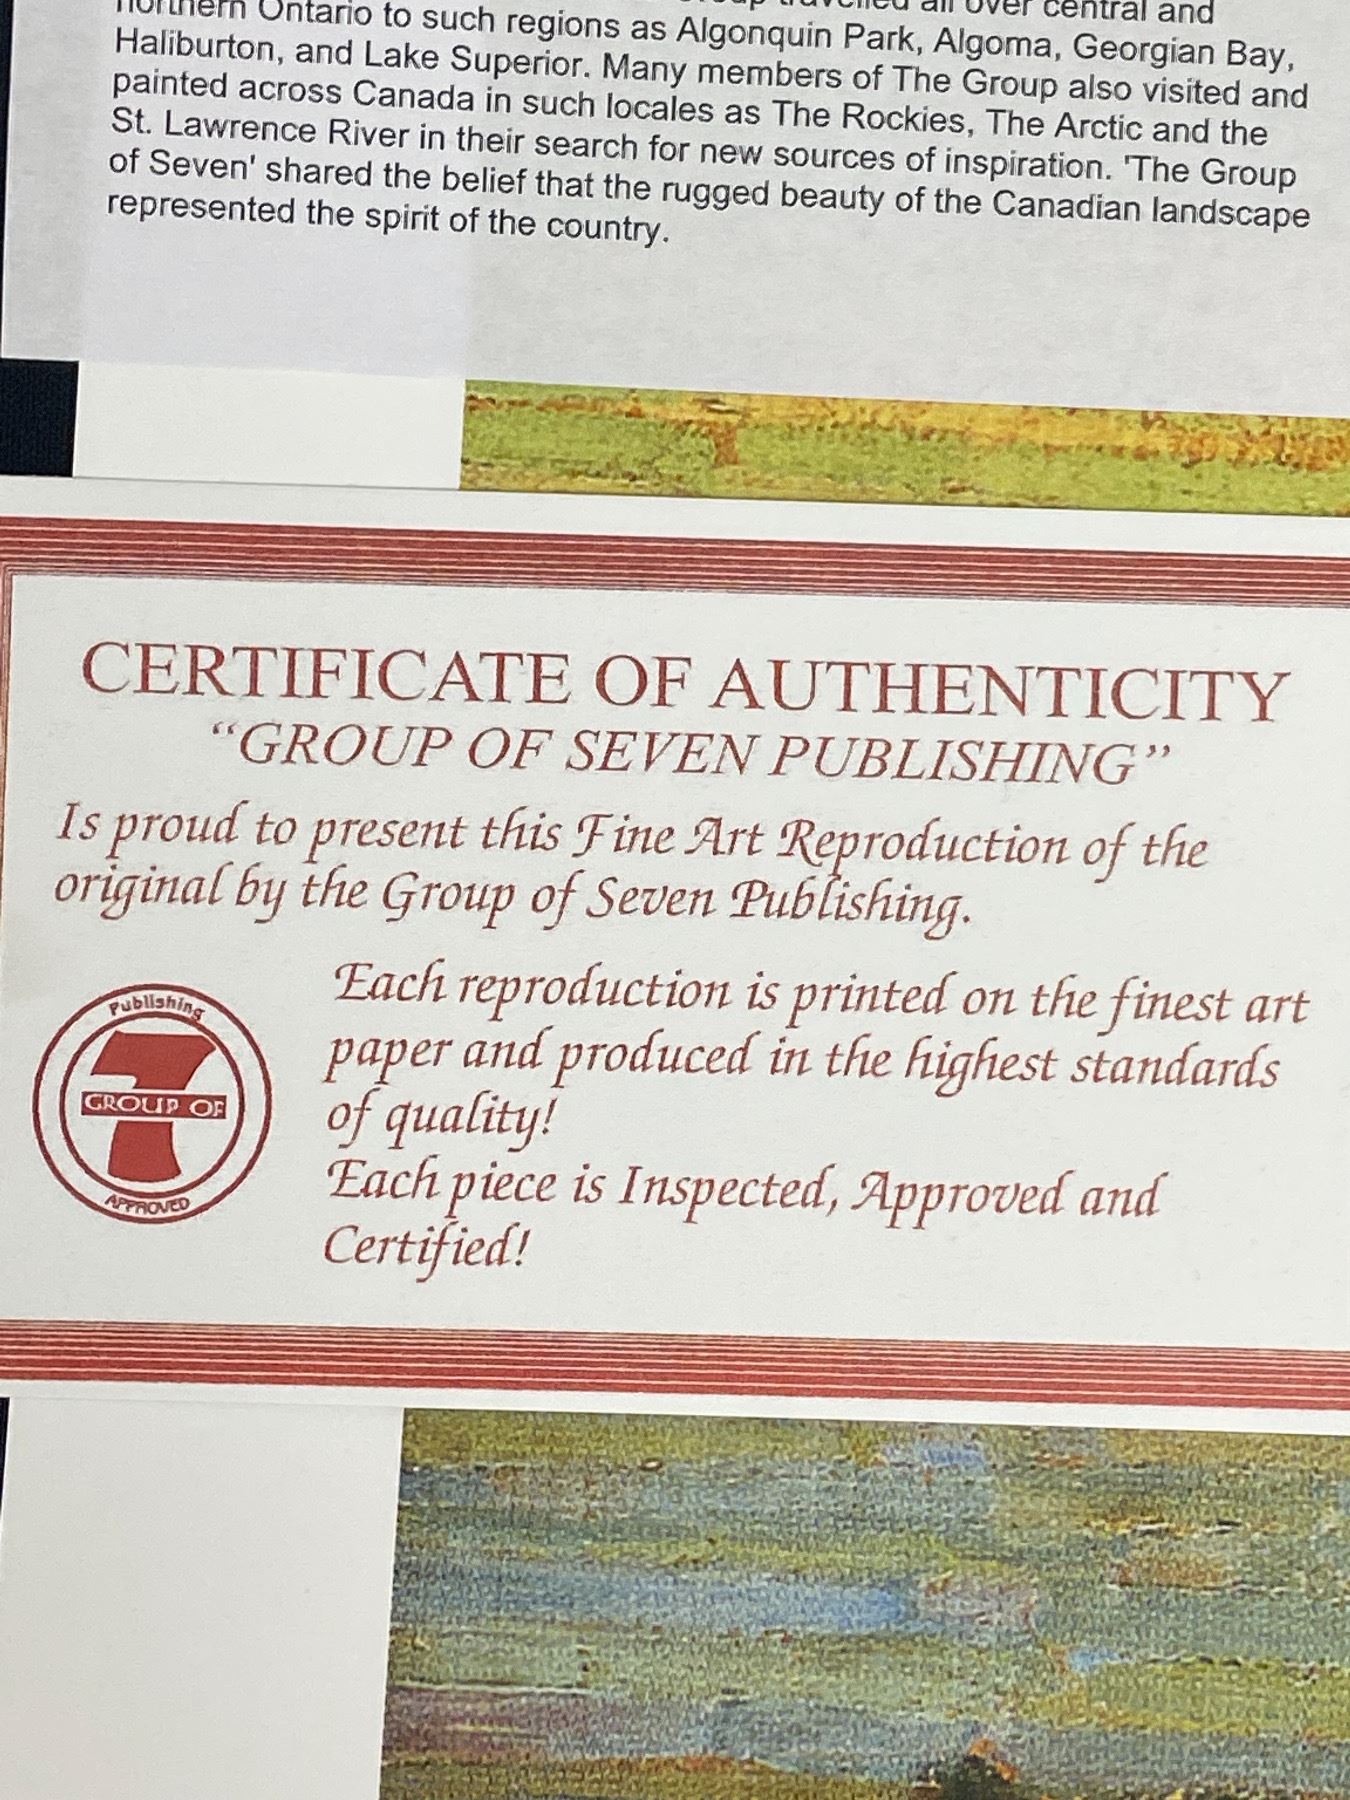 northern Ontario to such regions as Algonquin Park, Algoma, Georgian Bay,
Haliburton, and Lake Superior. Many members of The Group also visited and
painted across Canada in such locales as The Rockies, The Arctic and the
St. Lawrence River in their search for new sources of inspiration. 'The Group
of Seven' shared the belief that the rugged beauty of the Canadian landscape
represented the spirit of the country.
CERTIFICATE OF AUTHENTICITY
“GROUP OF SEVEN PUBLISHING”
Is proud to present this Fine Art Reproduction of the
original by the Group of Seven Publishing.
Each reproduction is printed on the finest art
paper and produced in the highest standards
of quality!
Each piece is Inspected, Approved and
Certified!
Publishing
7
GROUP OF
APPROVED